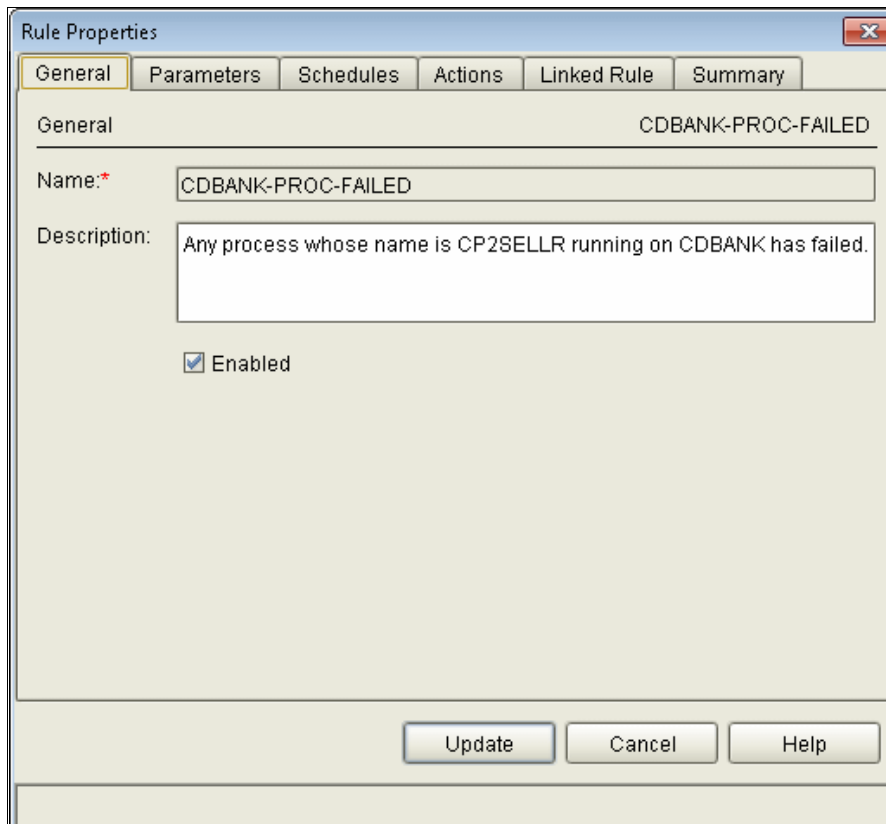 Rule Properties
General Parameters Schedules Actions Linked Rule Summary
General CDBANK-PROC-FAILED
Name:* CDBANK-PROC-FAILED
Description: Any process whose name is CP2SELLR running on CDBANK has failed.
Enabled
Update Cancel Help